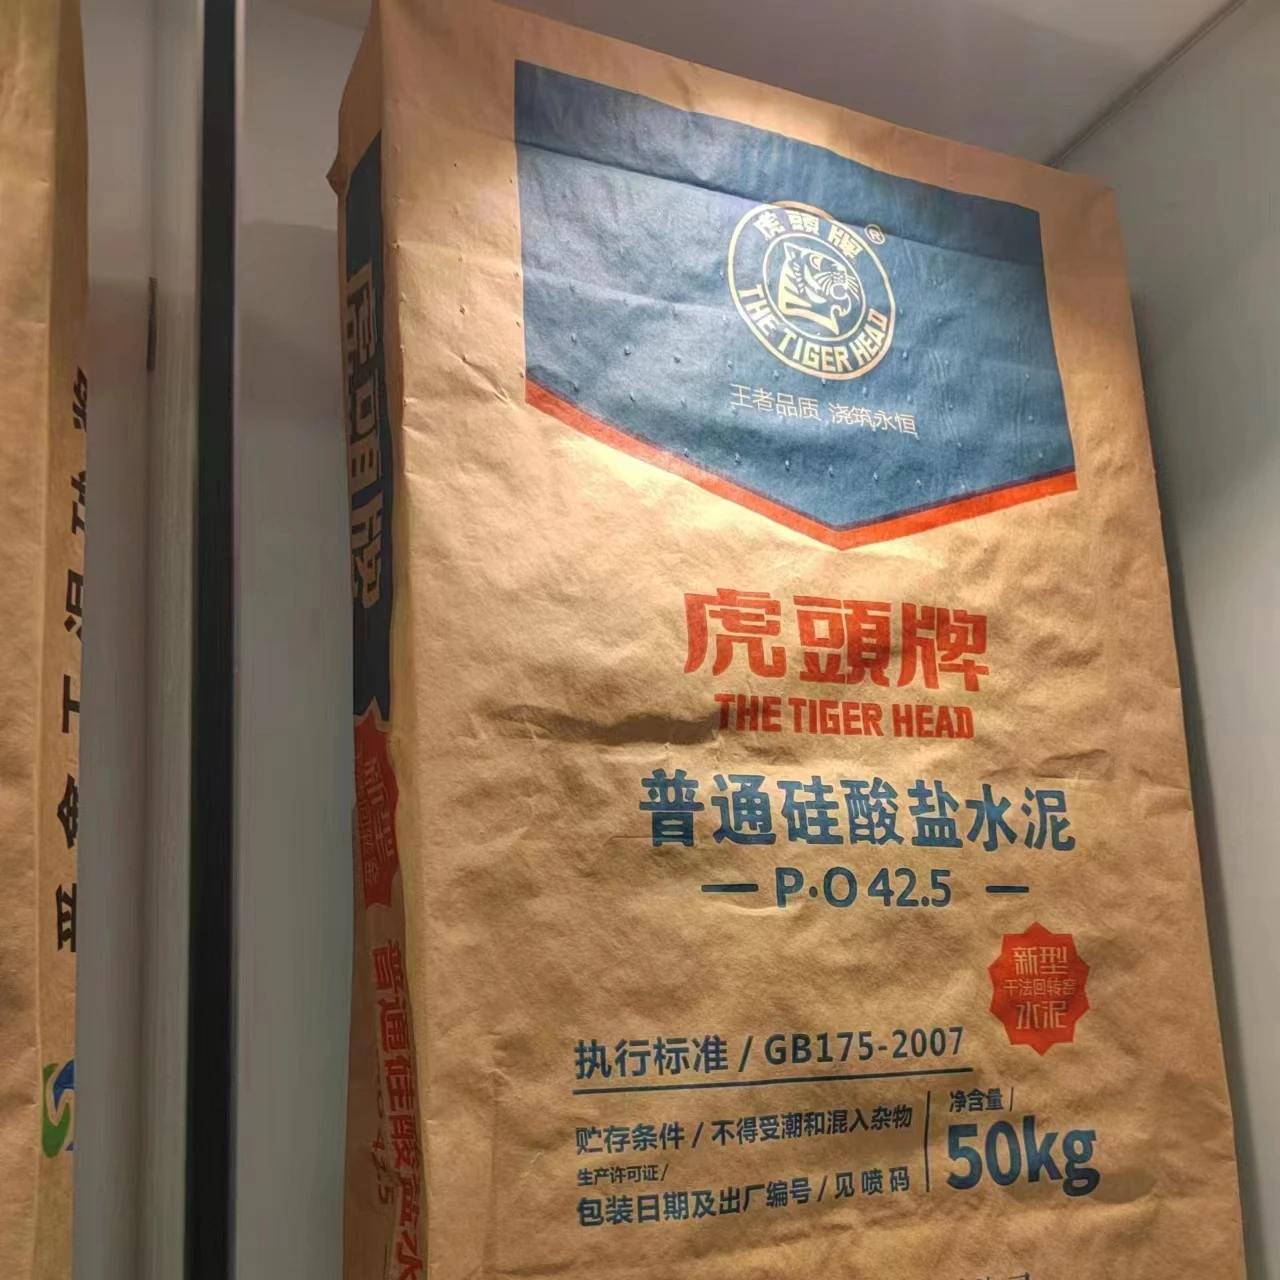 虎頭牌®
THE TIGER HEAD
王者品质 浇筑永恒
虎頭牌
THE TIGER HEAD
普通硅酸盐水泥
P·O 42.5
新型
干法回转窑
水泥
执行标准 / GB175-2007
贮存条件 / 不得受潮和混入杂物
生产许可证 /
包装日期及出厂编号 / 见喷码
净含量 /
50kg
虎頭牌
新型
普通硅酸盐水